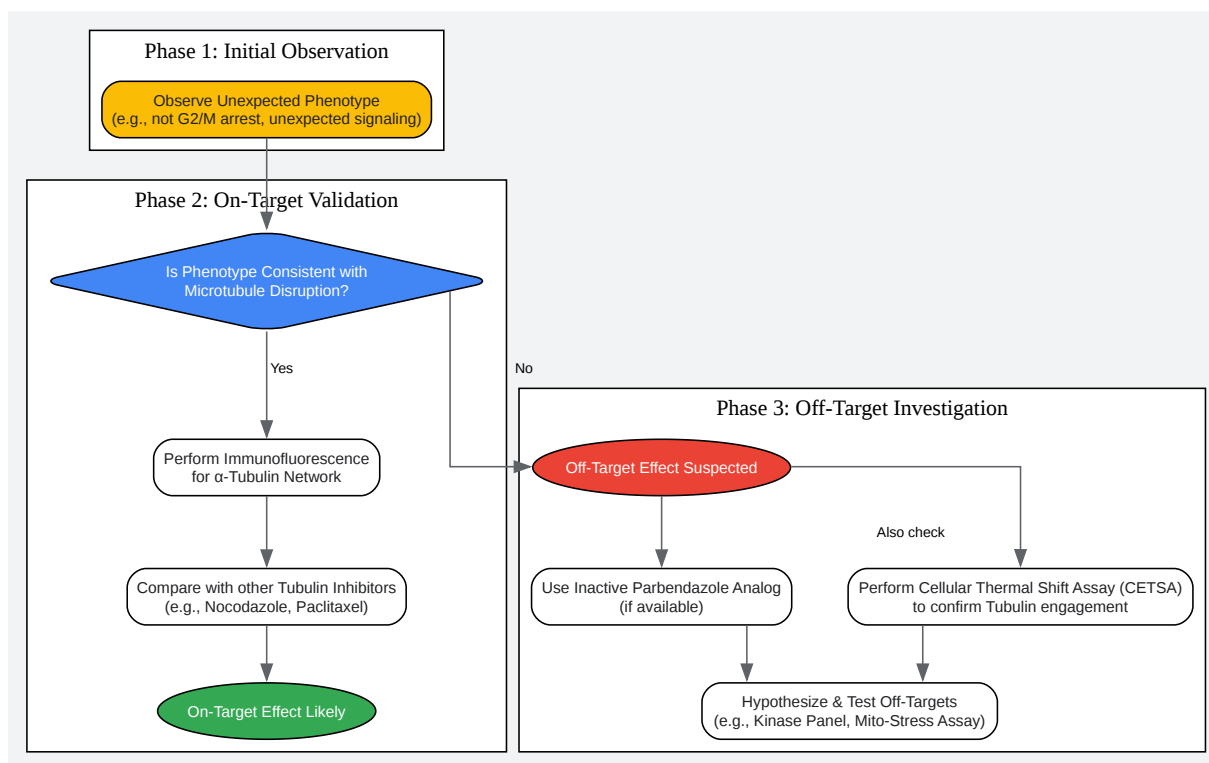 Phase 1: Initial Observation
Observe Unexpected Phenotype
(e.g., not G2/M arrest, unexpected signaling)
Phase 2: On-Target Validation
Is Phenotype Consistent with
Microtubule Disruption?
Yes
No
Perform Immunofluorescence
for α-Tubulin Network
Compare with other Tubulin Inhibitors
(e.g., Nocodazole, Paclitaxel)
On-Target Effect Likely
Phase 3: Off-Target Investigation
Off-Target Effect Suspected
Also check
Use Inactive Parbendazole Analog
(if available)
Perform Cellular Thermal Shift Assay (CETSA)
to confirm Tubulin engagement
Hypothesize & Test Off-Targets
(e.g., Kinase Panel, Mito-Stress Assay)